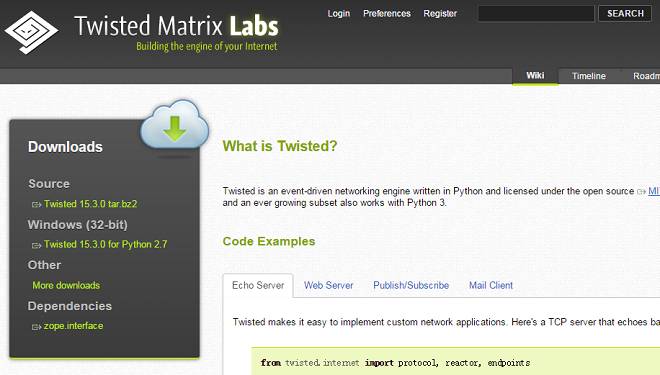 Twisted Matrix Labs
Building the engine of your Internet
Login Preferences Register SEARCH
Wiki Timeline
Downloads
Source
Twisted 15.3.0 tar.bz2
Windows (32-bit)
Twisted 15.3.0 for Python 2.7
Other
More downloads
Dependencies
zope.interface
What is Twisted?
Twisted is an event-driven networking engine written in Python and licensed under the open source
and an ever growing subset also works with Python 3.
Code Examples
Echo Server Web Server Publish/Subscribe Mail Client
Twisted makes it easy to implement custom network applications. Here's a TCP server that echoes
from twisted.internet import protocol, reactor, endpoints